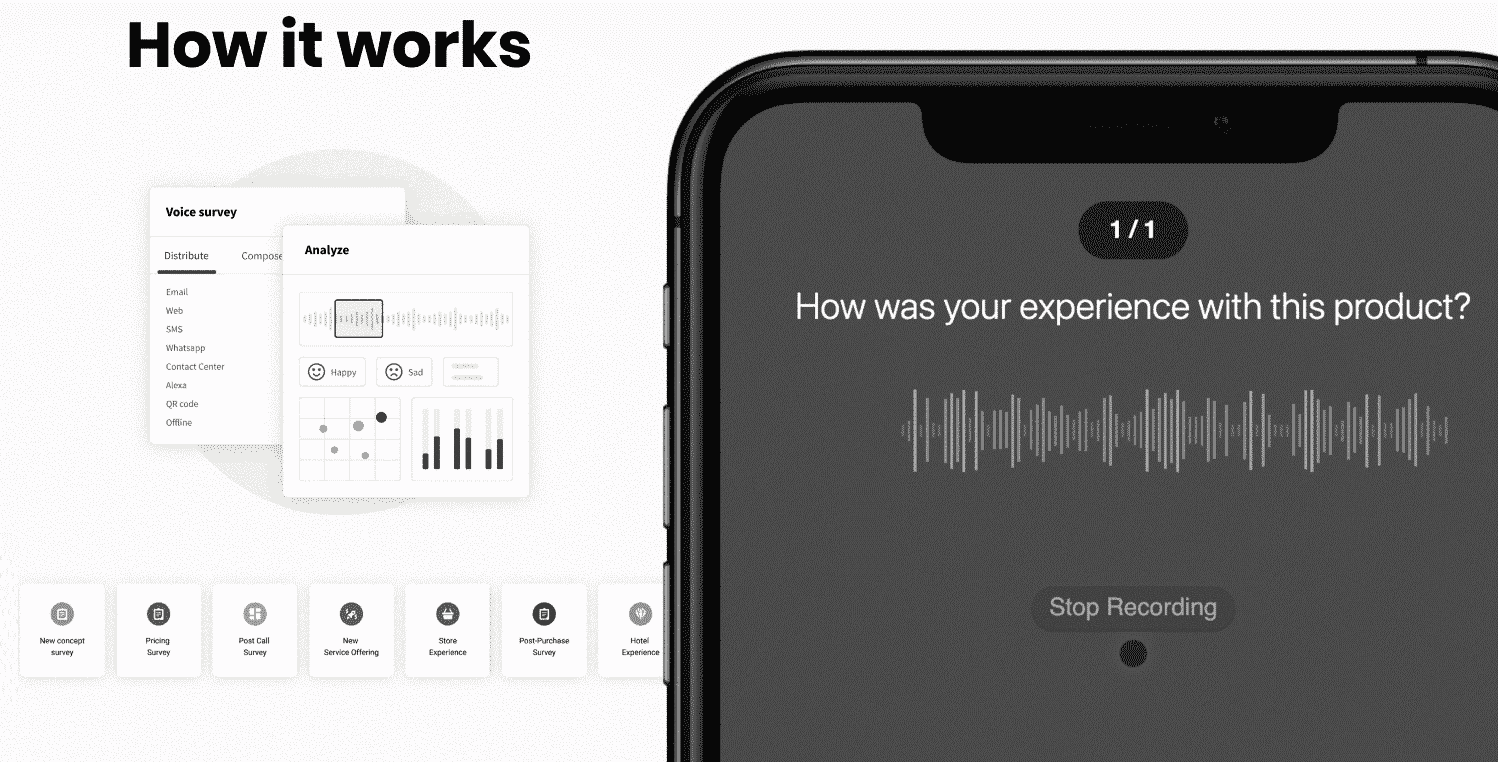 How it works
Voice survey
Distribute
Compose
Email
Web
SMS
Whatsapp
Contact Center
Alexa
QR code
Offline
Analyze
Happy
Sad
New concept
survey
Pricing
Survey
Post Call
Survey
New
Service Offering
Store
Experience
Post-Purchase
Survey
Hotel
Experience
1 / 1
How was your experience with this product?
Stop Recording